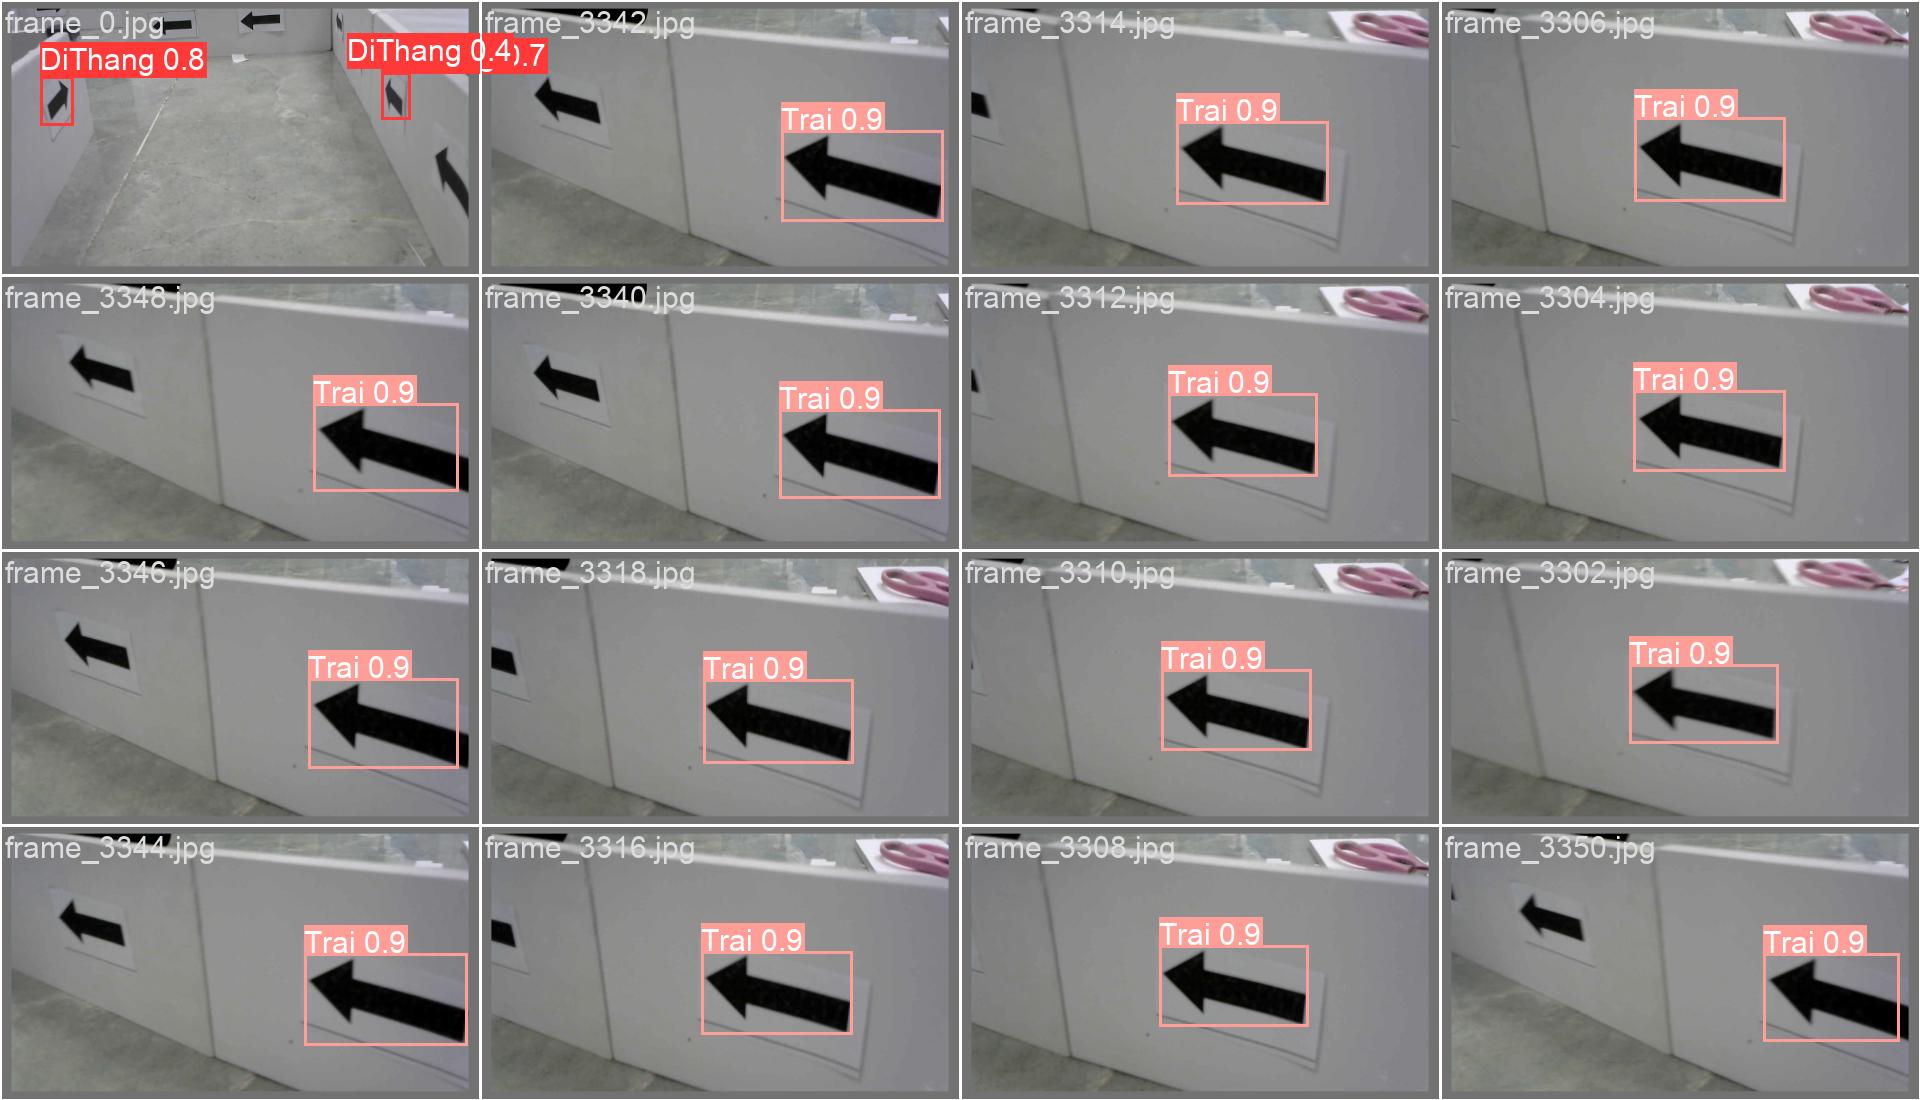 frame_0.jpg
DiThang 0.8
DiThang 0.4
0.7
frame_3342.jpg
Trai 0.9
frame_3314.jpg
Trai 0.9
frame_3306.jpg
Trai 0.9
frame_3348.jpg
Trai 0.9
frame_3340.jpg
Trai 0.9
frame_3312.jpg
Trai 0.9
frame_3304.jpg
Trai 0.9
frame_3346.jpg
Trai 0.9
frame_3318.jpg
Trai 0.9
frame_3310.jpg
Trai 0.9
frame_3302.jpg
Trai 0.9
frame_3344.jpg
Trai 0.9
frame_3316.jpg
Trai 0.9
frame_3308.jpg
Trai 0.9
frame_3350.jpg
Trai 0.9